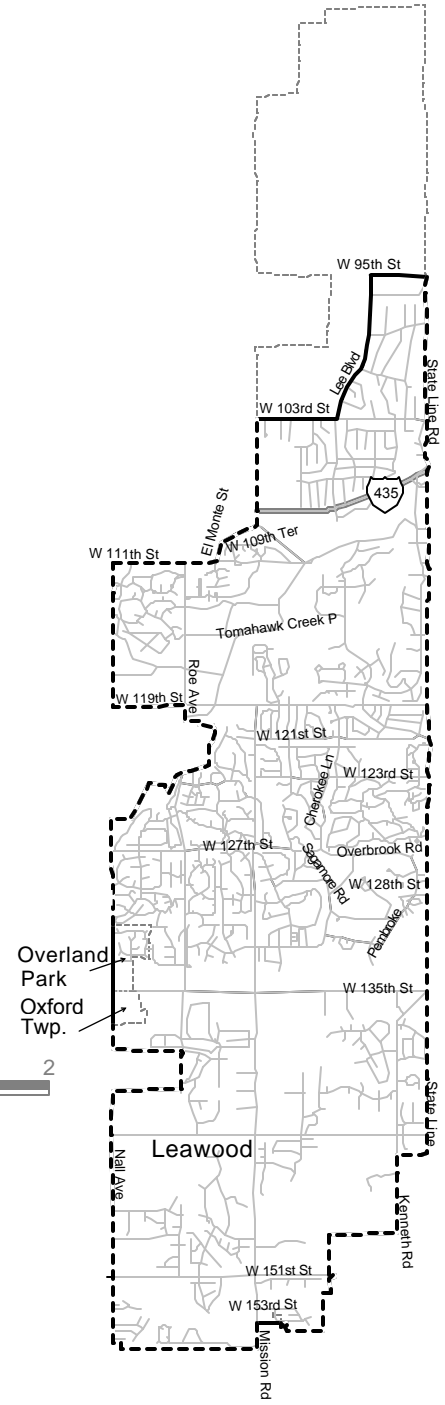 W 95th St
Lee Blvd
State Line Rd
W 103rd St
435
El Monte St
W 109th Ter
W 111th St
Tomahawk Creek P
Roe Ave
W 119th St
W 121st St
W 123rd St
Cherokee Ln
W 127th St
Overbrook Rd
Sagamore Rd
W 128th St
Pembroke
Overland
Park
W 135th St
Oxford
Twp.
2
State Line
Leawood
Nall Ave
Kenneth Rd
W 151st St
W 153rd St
Mission Rd